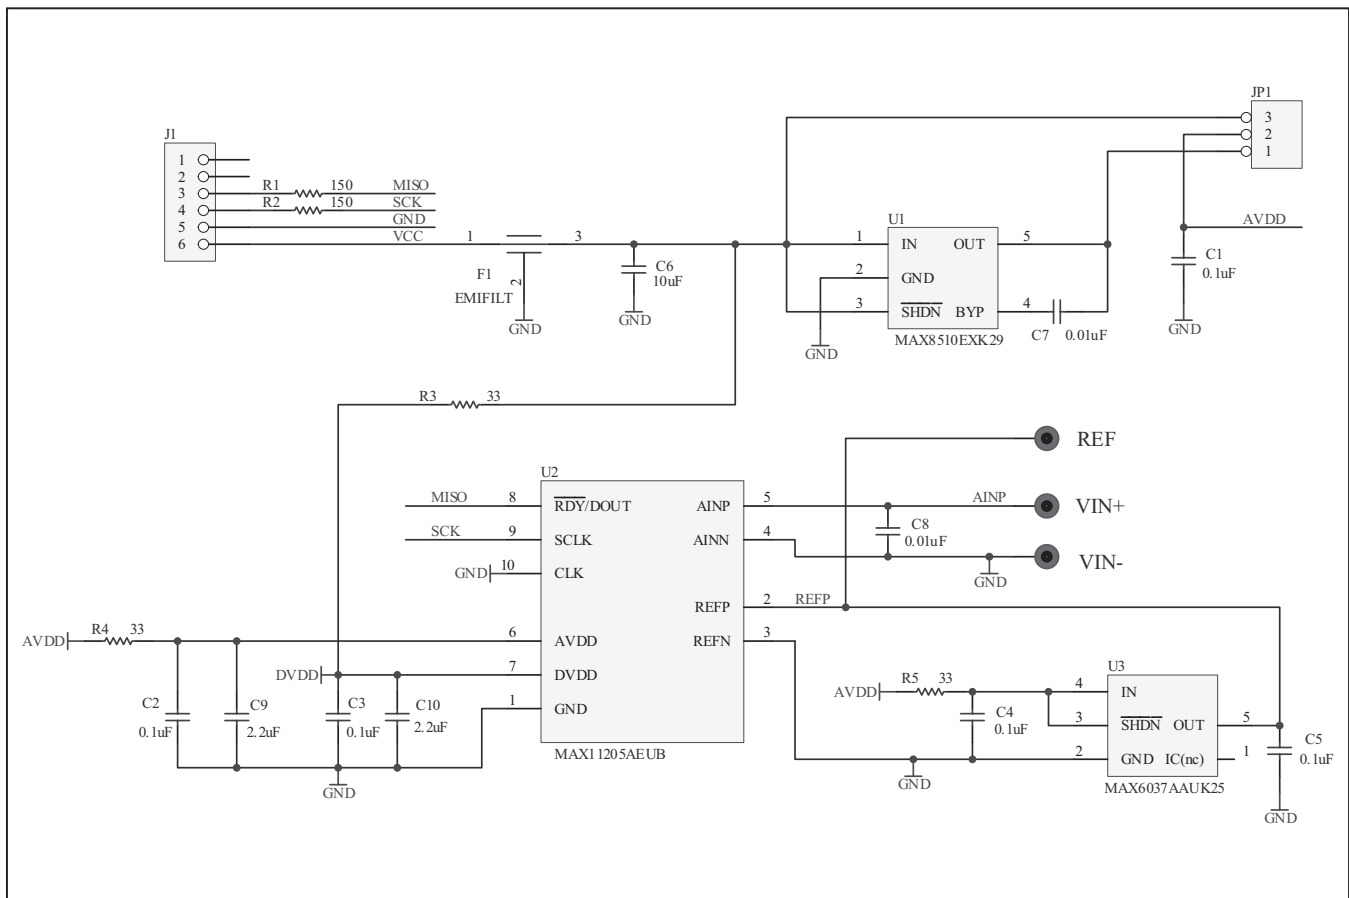 JP1
3
2
1
J1
1
2
3
4
5
6
R1 150 MISO
R2 150 SCK
GND
VCC
1
3
2
F1
EMIFILT
GND
C6
10uF
GND
U1
1 IN OUT 5
2 GND
3 SHDN BYP 4
MAX8510EXK29
GND
C7 0.01uF
AVDD
C1
0.1uF
GND
R3 33
REF
U2
MISO 8 RDY/DOUT AINP 5 AINP VIN+
SCK 9 SCLK AINN 4
C8
0.01uF
VIN-
GND
GND 10 CLK
REFP 2 REFP
AVDD R4 33 6 AVDD REFN 3
DVDD 7 DVDD
1 GND
MAX11205AEUB
C2
0.1uF
C9
2.2uF
C3
0.1uF
C10
2.2uF
GND
U3
AVDD R5 33 4 IN
C4
0.1uF
3 SHDN OUT 5
2 GND IC(nc) 1
MAX6037AAUK25
GND
C5
0.1uF
GND